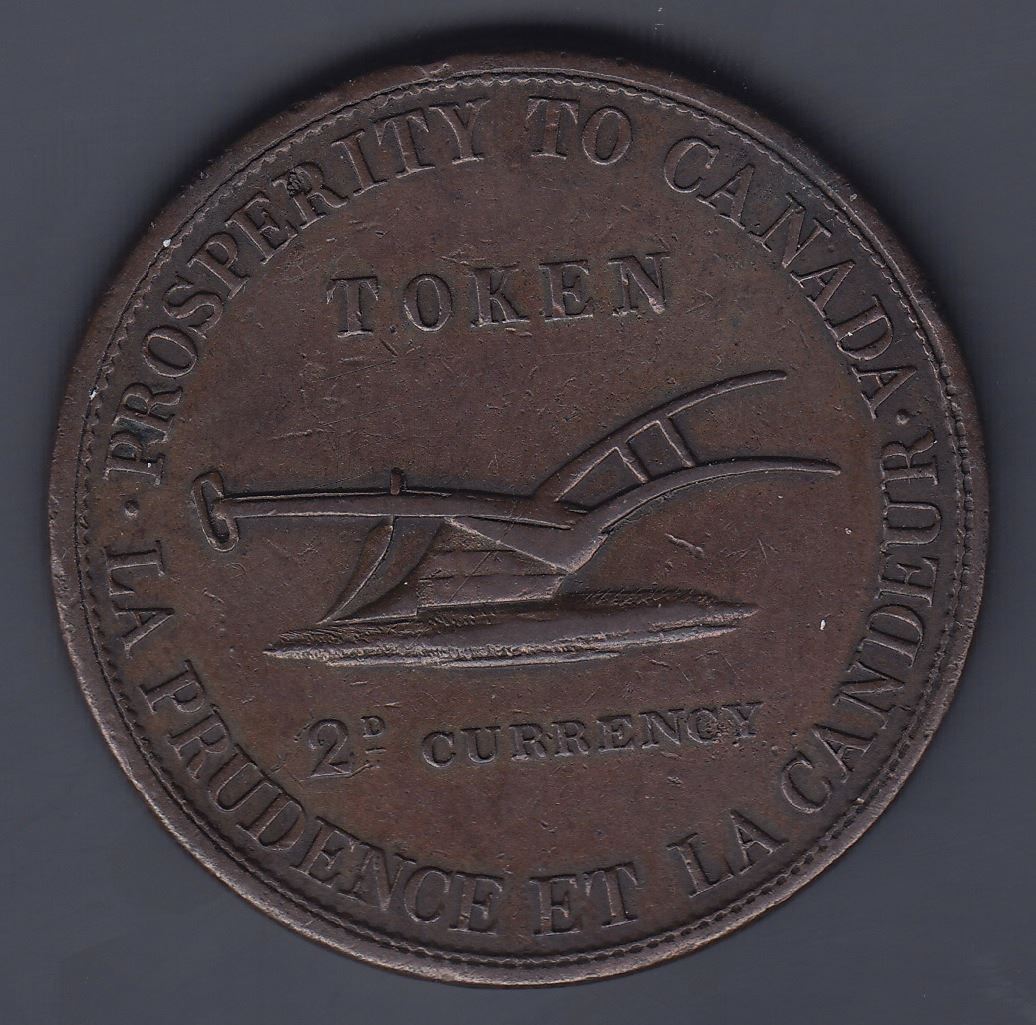 · PROSPERITY TO CANADA ·
LA PRUDENCE ET LA CANDEUR
TOKEN
2ᴰ CURRENCY